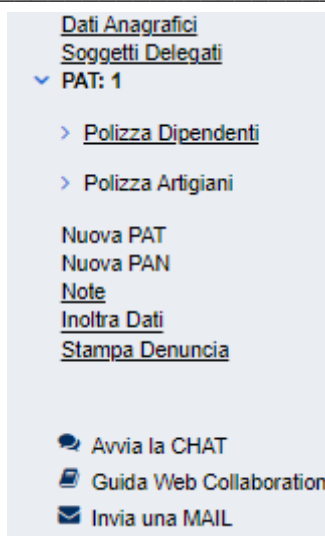 Dati Anagrafici
Soggetti Delegati
PAT: 1
Polizza Dipendenti
Polizza Artigiani
Nuova PAT
Nuova PAN
Note
Inoltra Dati
Stampa Denuncia
Avvia la CHAT
Guida Web Collaboration
Invia una MAIL